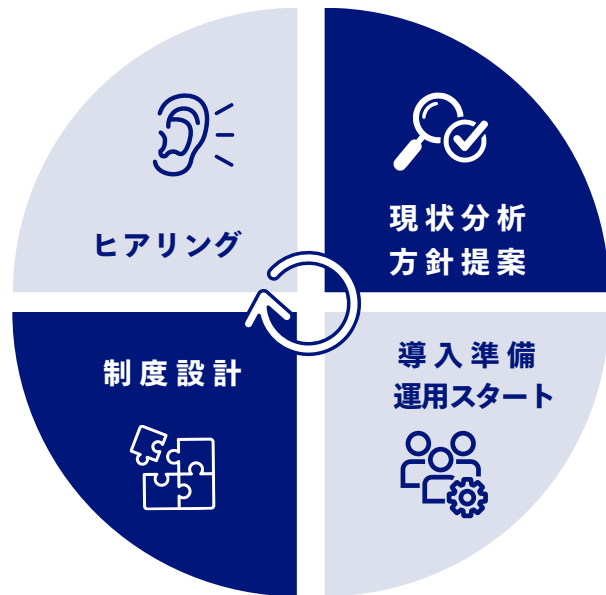 ヒアリング
現状分析
方針提案
制度設計
導入準備
運用スタート